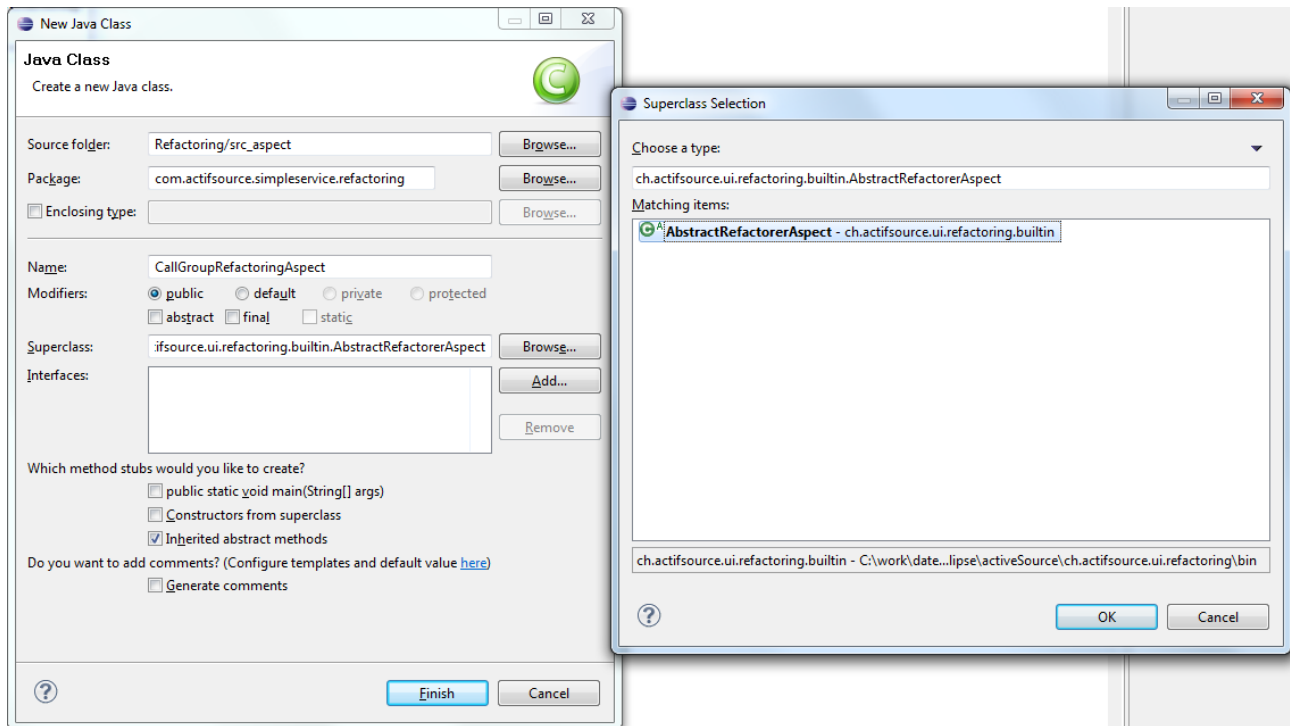 New Java Class
Java Class
Create a new Java class.
Source folder: Refactoring/src_aspect Browse...
Package: com.actifsource.simpleservice.refactoring Browse...
Enclosing type: Browse...
Name: CallGroupRefactoringAspect
Modifiers: public default private protected
abstract final static
Superclass: ifsource.ui.refactoring.builtin.AbstractRefactorerAspect Browse...
Interfaces: Add...
Remove
Which method stubs would you like to create?
public static void main(String[] args)
Constructors from superclass
Inherited abstract methods
Do you want to add comments? (Configure templates and default value here)
Generate comments
Finish Cancel
Superclass Selection
Choose a type:
ch.actifsource.ui.refactoring.builtin.AbstractRefactorerAspect
Matching items:
AbstractRefactorerAspect - ch.actifsource.ui.refactoring.builtin
ch.actifsource.ui.refactoring.builtin - C:\work\date...lipse\activeSource\ch.actifsource.ui.refactoring\bin
OK Cancel